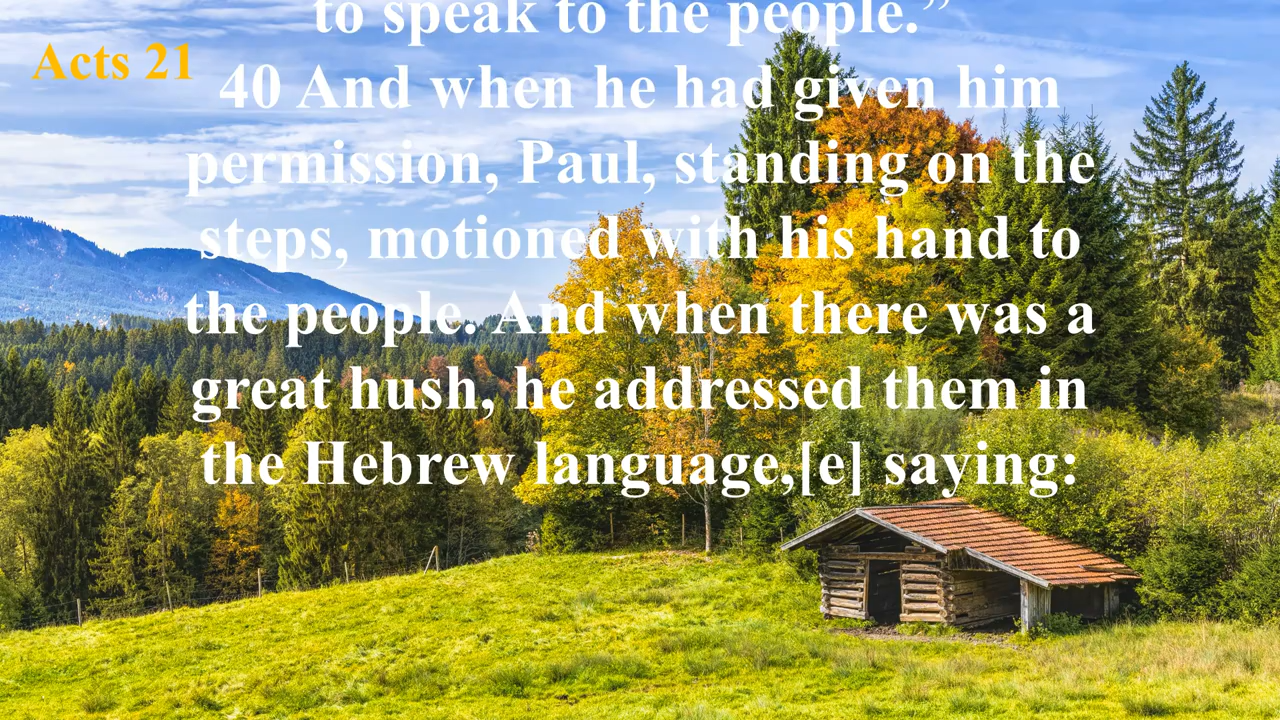 to speak to the people.”
Acts 21
40 And when he had given him
permission, Paul, standing on the
steps, motioned with his hand to
the people. And when there was a
great hush, he addressed them in
the Hebrew language,[e] saying: